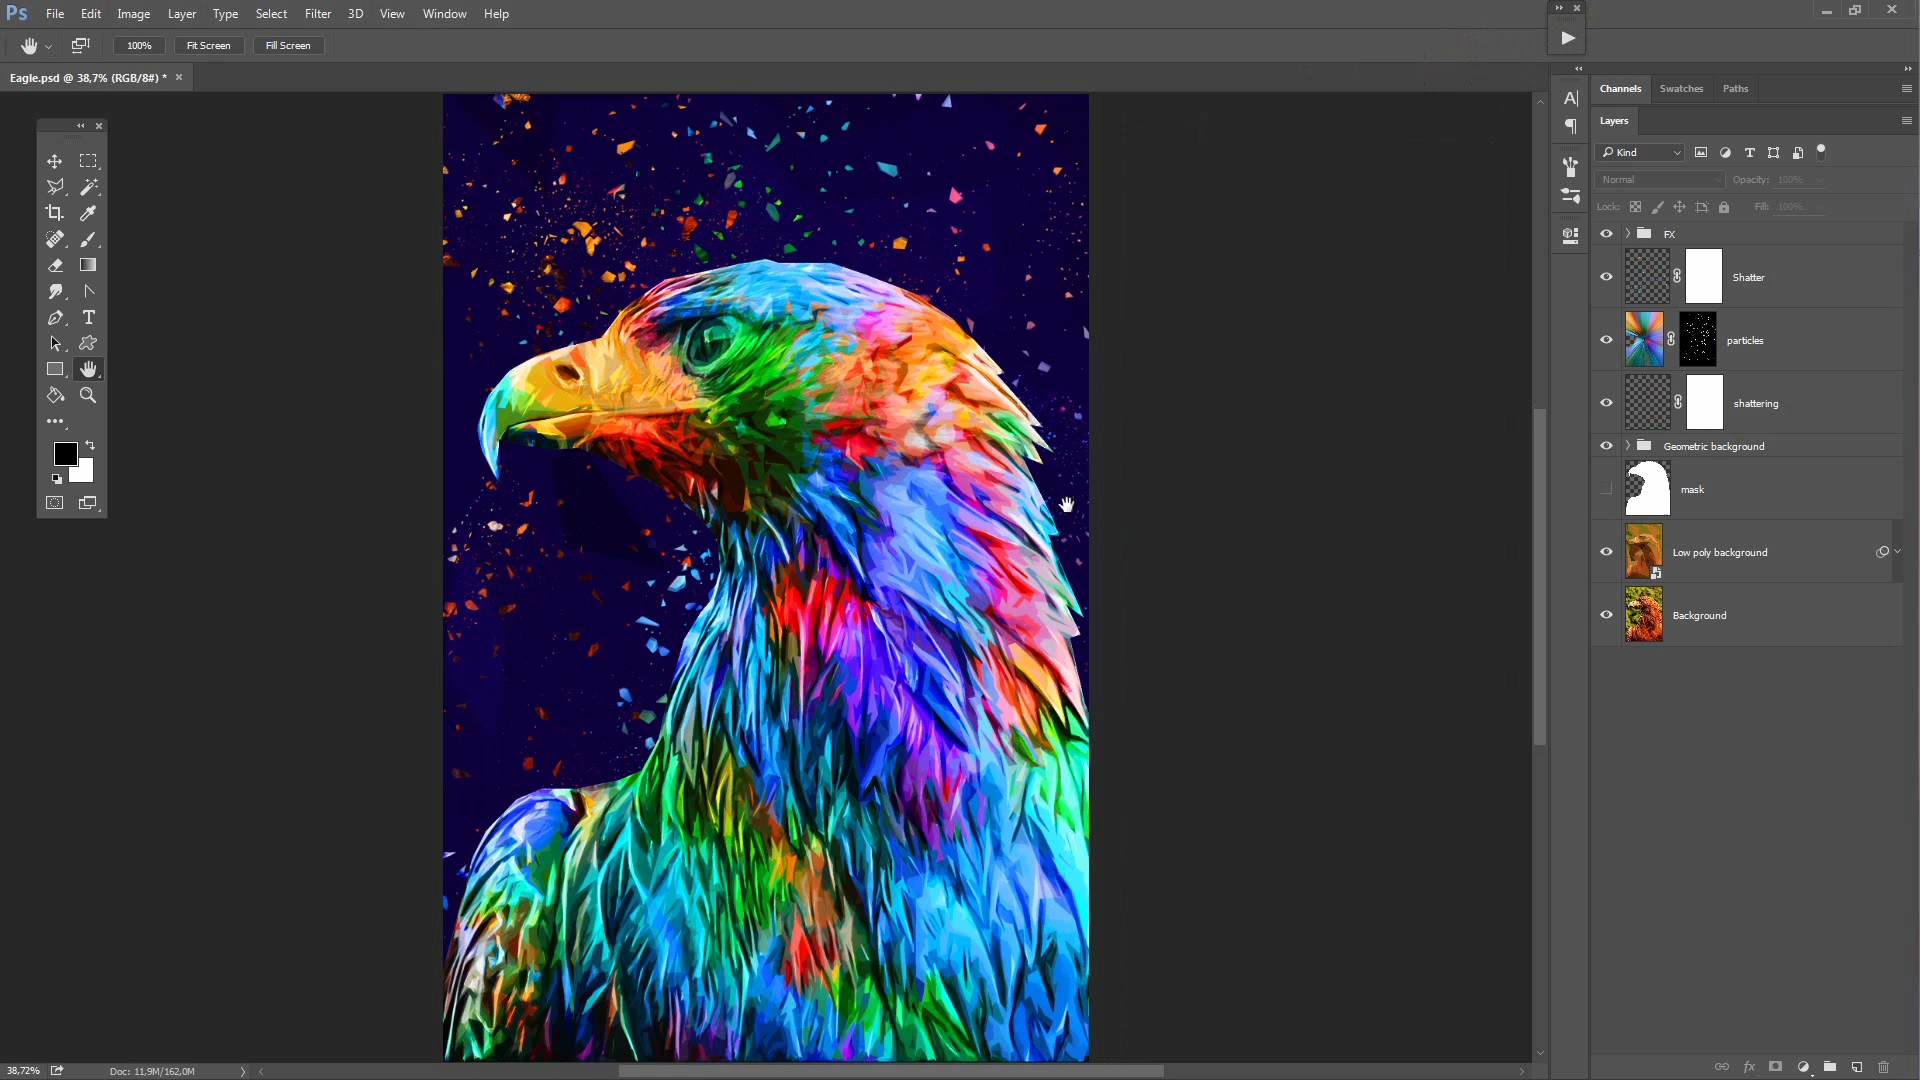 Ps File Edit Image Layer Type Select Filter 3D View Window Help
100% Fit Screen Fill Screen
Eagle.psd @ 38,7% (RGB/8#) *
Channels Swatches Paths
Layers
Kind
Normal Opacity: 100%
Lock: Fill: 100%
FX
Shatter
particles
shattering
Geometric background
mask
Low poly background
Background
38,72% Doc: 11,9M/162,0M